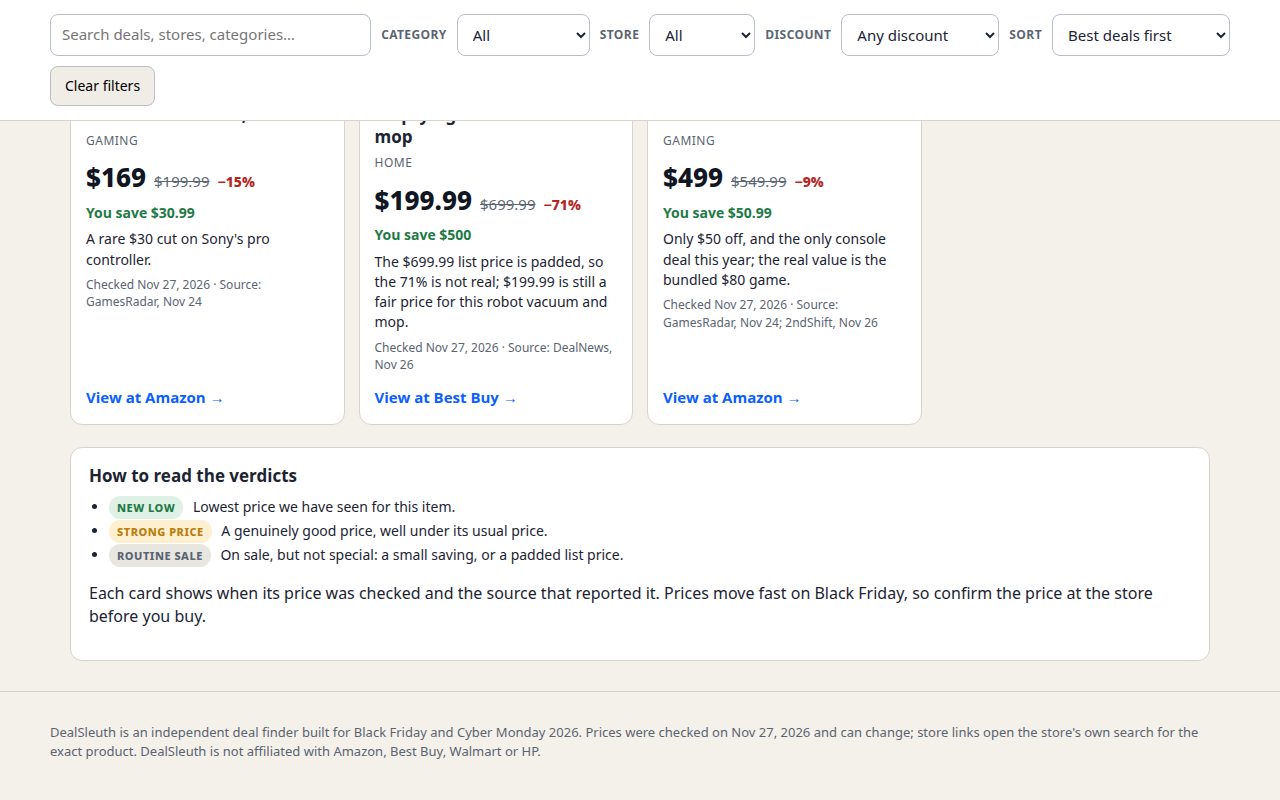 Search deals, stores, categories...
CATEGORY
All
STORE
All
DISCOUNT
Any discount
SORT
Best deals first
Clear filters
GAMING
$169 $199.99 −15%
You save $30.99
A rare $30 cut on Sony's pro
controller.
Checked Nov 27, 2026 · Source:
GamesRadar, Nov 24
View at Amazon →
mop
HOME
$199.99 $699.99 −71%
You save $500
The $699.99 list price is padded, so
the 71% is not real; $199.99 is still a
fair price for this robot vacuum and
mop.
Checked Nov 27, 2026 · Source: DealNews,
Nov 26
View at Best Buy →
GAMING
$499 $549.99 −9%
You save $50.99
Only $50 off, and the only console
deal this year; the real value is the
bundled $80 game.
Checked Nov 27, 2026 · Source:
GamesRadar, Nov 24; 2ndShift, Nov 26
View at Amazon →
How to read the verdicts
NEW LOW Lowest price we have seen for this item.
STRONG PRICE A genuinely good price, well under its usual price.
ROUTINE SALE On sale, but not special: a small saving, or a padded list price.
Each card shows when its price was checked and the source that reported it. Prices move fast on Black Friday, so confirm the price at the store
before you buy.
DealSleuth is an independent deal finder built for Black Friday and Cyber Monday 2026. Prices were checked on Nov 27, 2026 and can change; store links open the store's own search for the
exact product. DealSleuth is not affiliated with Amazon, Best Buy, Walmart or HP.